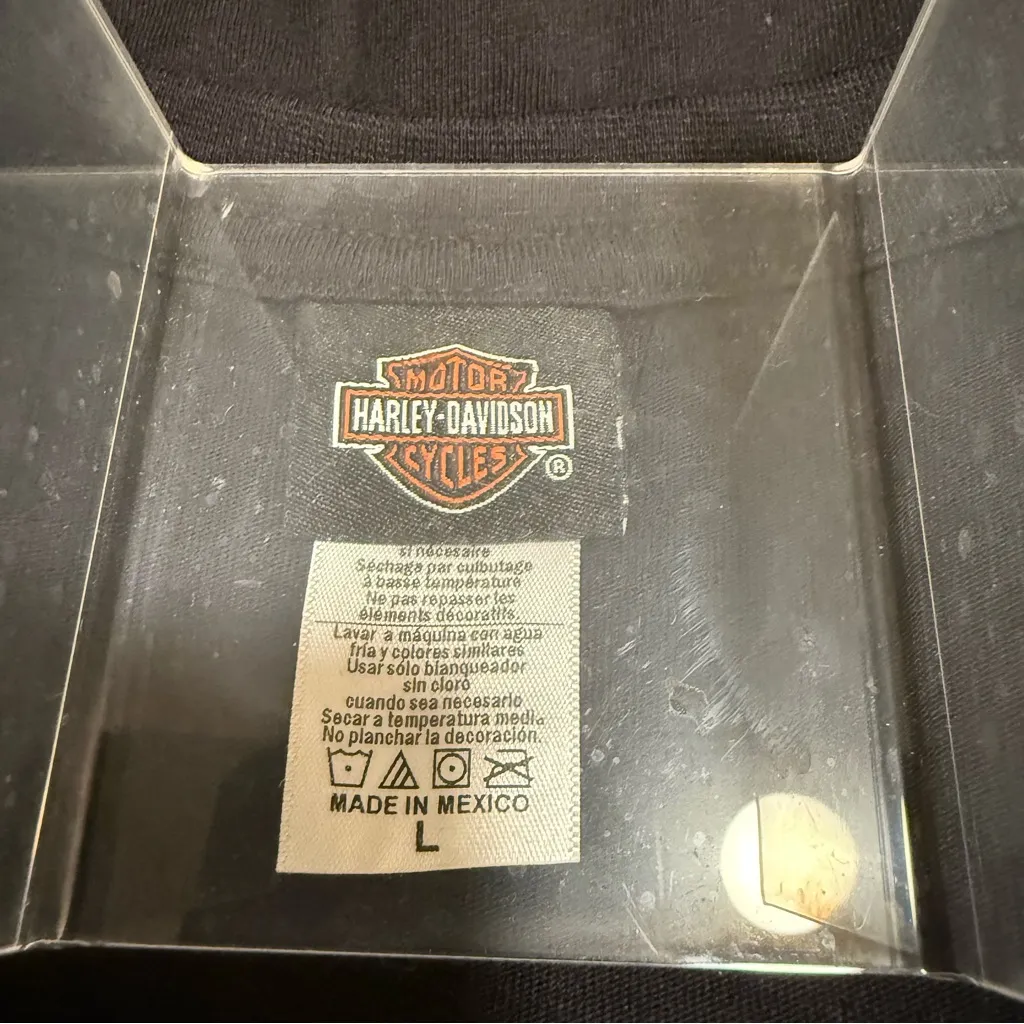 MOTOR
HARLEY-DAVIDSON
CYCLES
®
si nécesaire
Séchage par culbutage
à basse température
Ne pas repasser les
éléments décoratifs.
Lavar a máquina con agua
fria y colores similares
Usar sólo blanqueador
sin cloro
cuando sea necesario
Secar a temperatura media.
No planchar la decoración.
MADE IN MEXICO
L